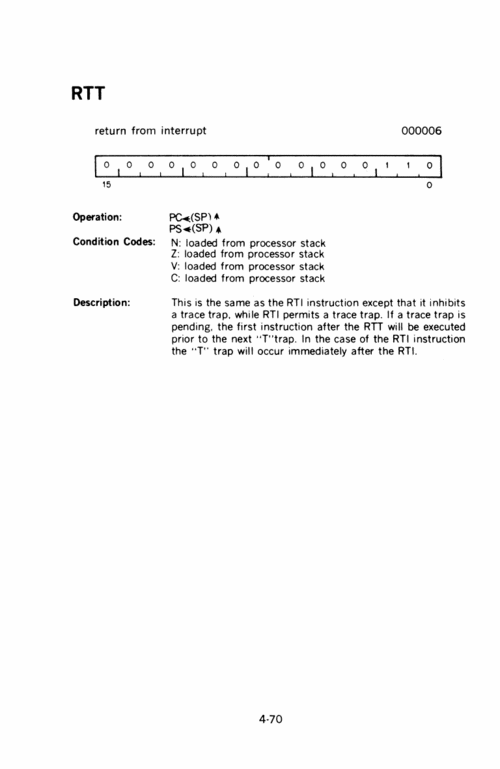 RTT
return from interrupt 000006
0 0 0 0 0 0 0 0 0 0 0 0 0 1 1 0
15 0
Operation: PC◄(SP)▲
PS◄(SP)▲
Condition Codes: N: loaded from processor stack
Z: loaded from processor stack
V: loaded from processor stack
C: loaded from processor stack
Description: This is the same as the RTI instruction except that it inhibits
a trace trap, while RTI permits a trace trap. If a trace trap is
pending, the first instruction after the RTT will be executed
prior to the next "T"trap. In the case of the RTI instruction
the "T" trap will occur immediately after the RTI.
4-70